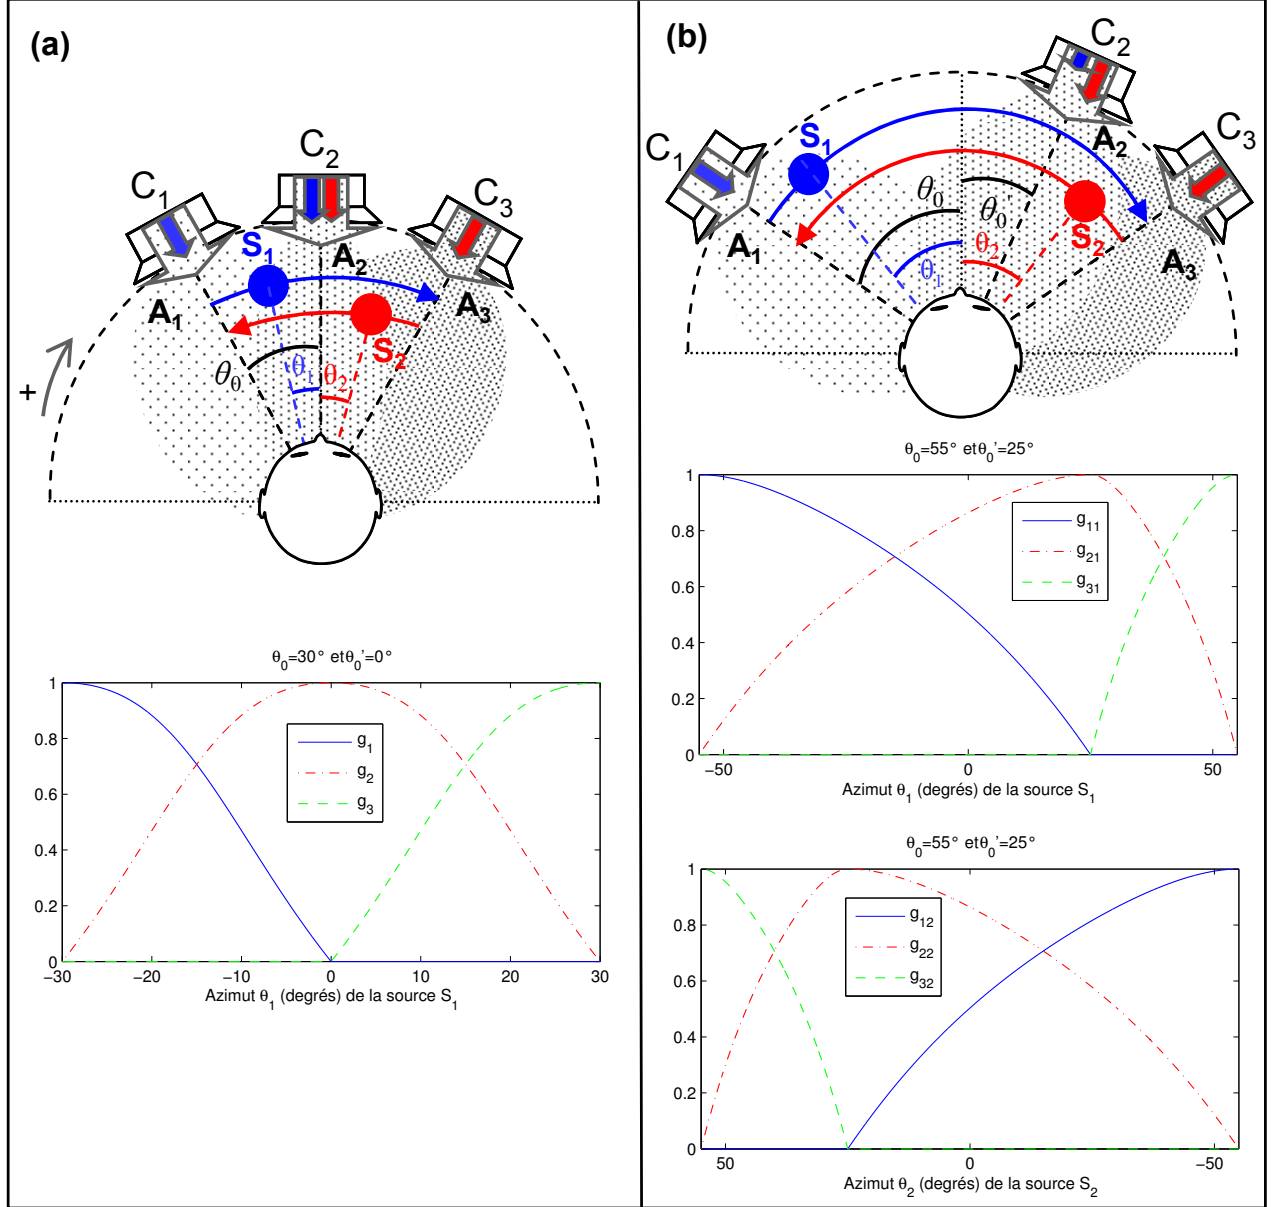 (a)
C1
C2
C3
S1
A2
A1
A3
S2
θ0
θ1
θ2
+
θ0=30° etθ0'=0°
1
0.8
0.6
0.4
0.2
0
g1
g2
g3
−30
−20
−10
0
10
20
30
Azimut θ1 (degrés) de la source S1
(b)
C2
C1
C3
S1
A2
θ0
θ0'
A1
θ1
θ2
S2
A3
θ0=55° etθ0'=25°
1
0.8
0.6
0.4
0.2
0
g11
g21
g31
−50
0
50
Azimut θ1 (degrés) de la source S1
θ0=55° etθ0'=25°
1
0.8
0.6
0.4
0.2
0
g12
g22
g32
50
0
−50
Azimut θ2 (degrés) de la source S2